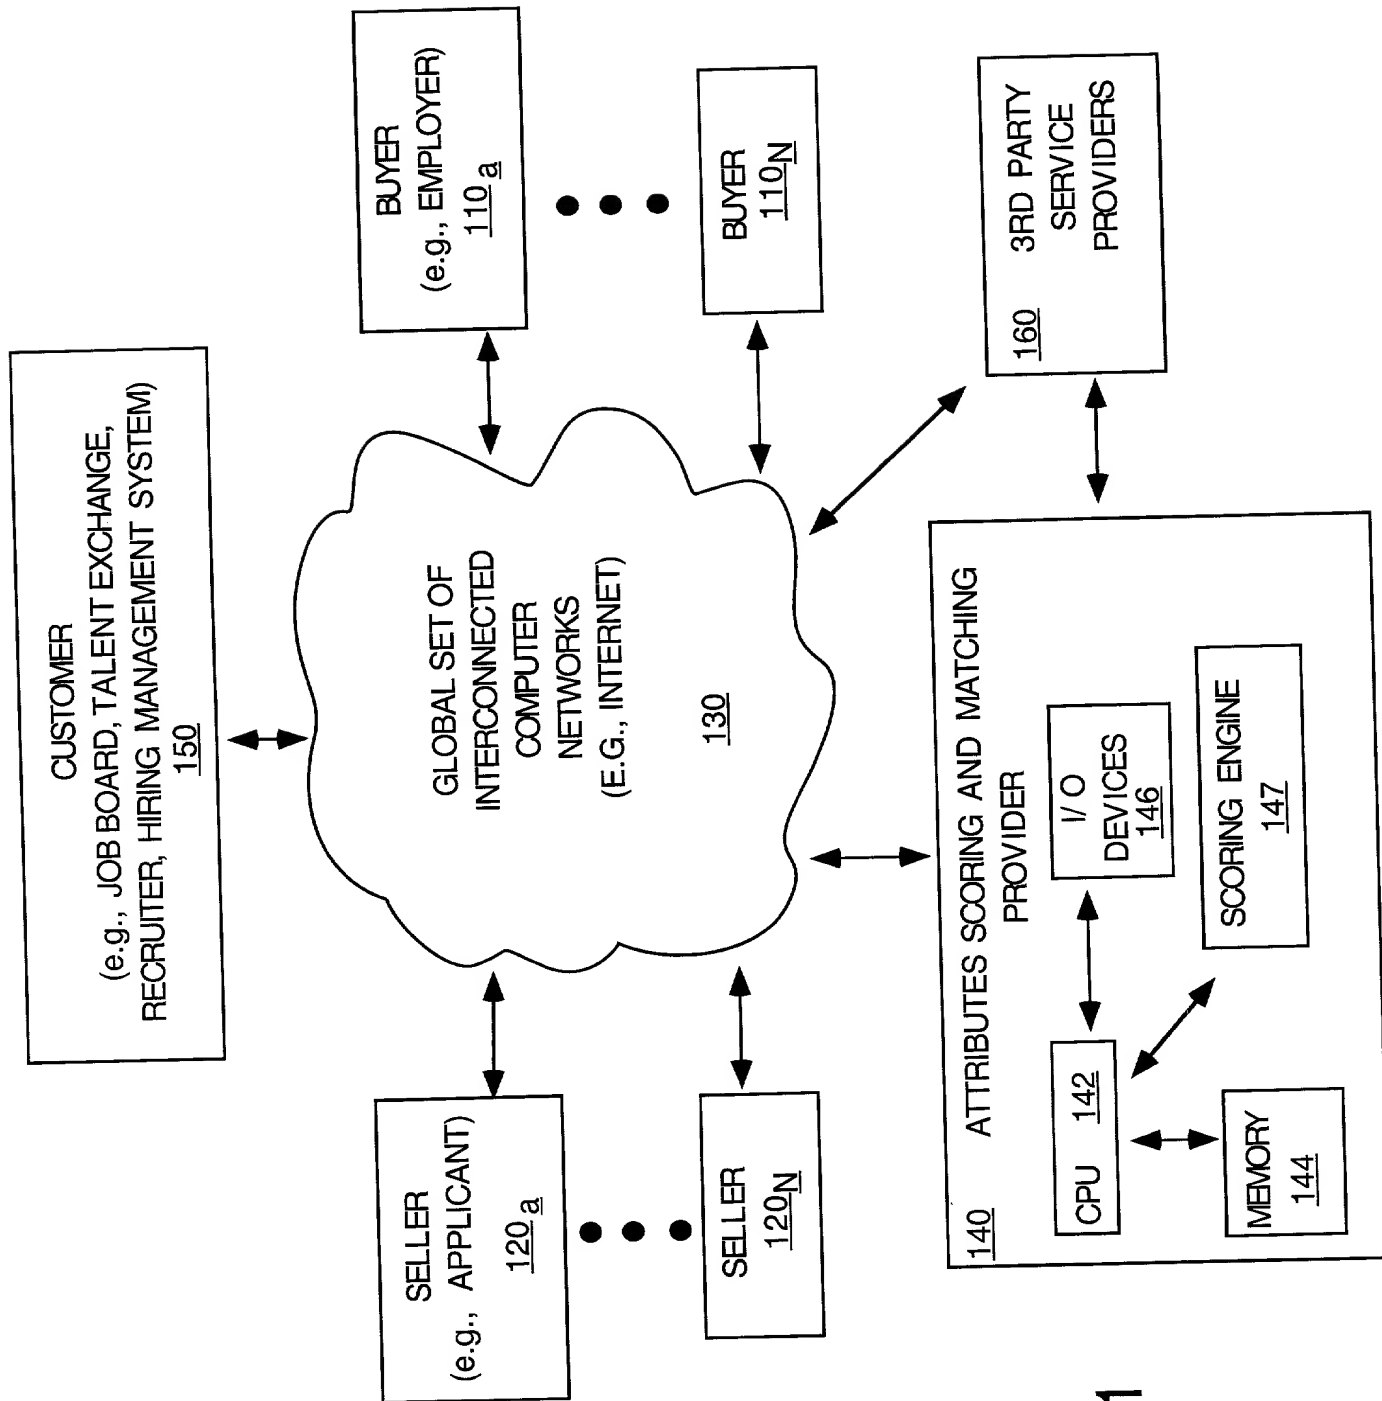 CUSTOMER
(e.g., JOB BOARD, TALENT EXCHANGE,
RECRUITER, HIRING MANAGEMENT SYSTEM)
150
SELLER
(e.g., APPLICANT)
120a
SELLER
120N
GLOBAL SET OF
INTERCONNECTED
COMPUTER
NETWORKS
(E.G., INTERNET)
130
BUYER
(e.g., EMPLOYER)
110a
BUYER
110N
160 3RD PARTY
SERVICE
PROVIDERS
140 ATTRIBUTES SCORING AND MATCHING
PROVIDER
CPU 142
MEMORY
144
I/O
DEVICES
146
SCORING ENGINE
147
1